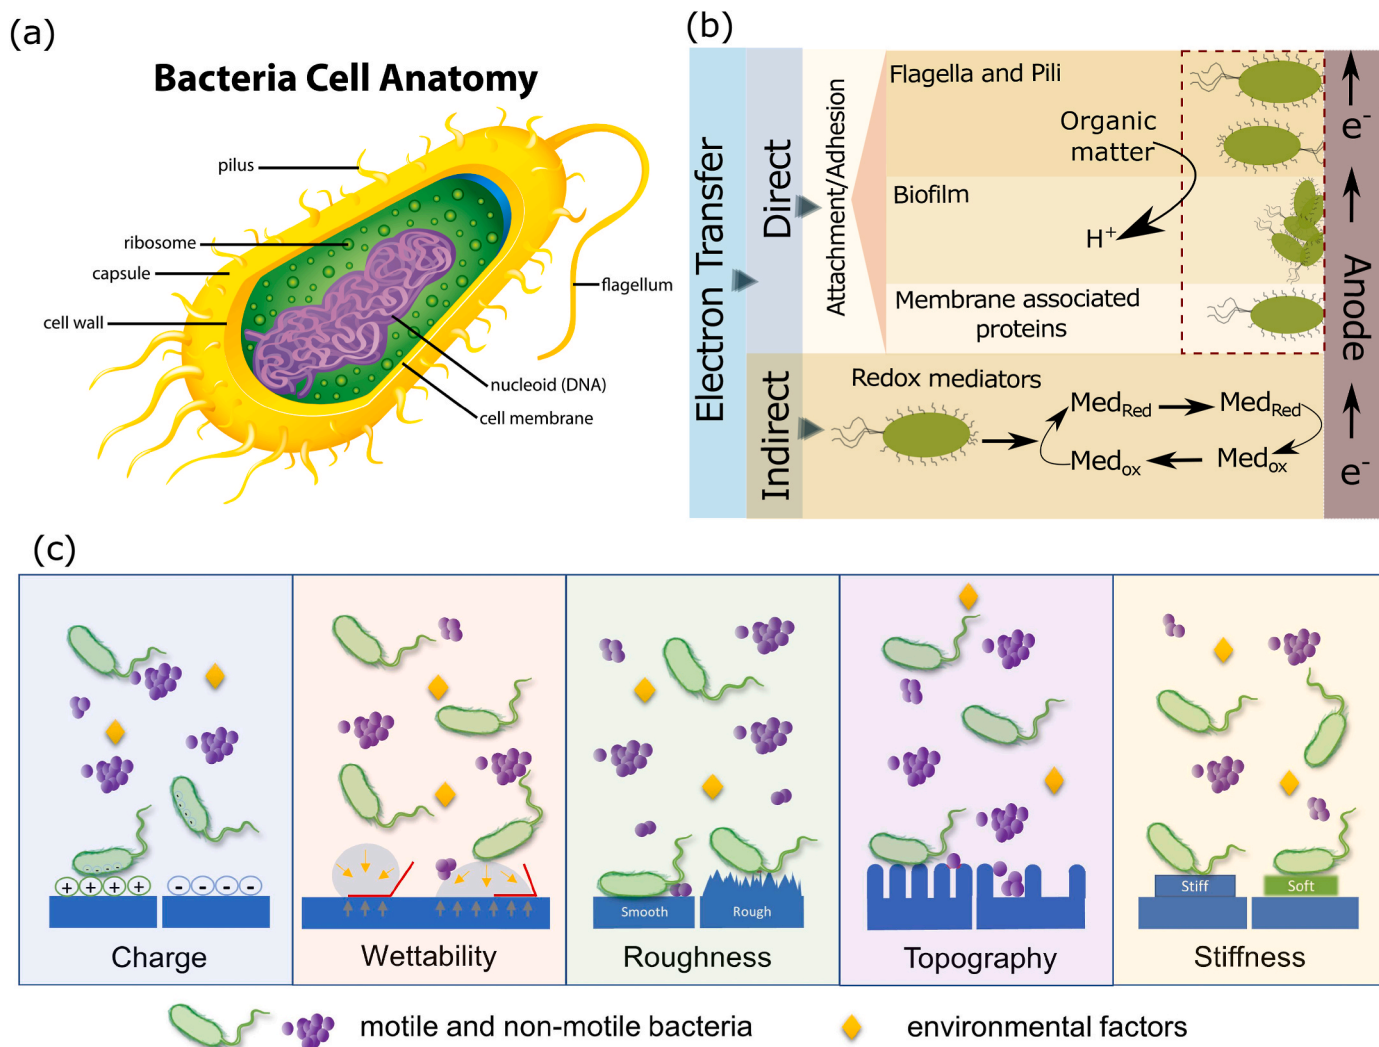 (a)
Bacteria Cell Anatomy
pilus
ribosome
capsule
cell wall
flagellum
nucleoid (DNA)
cell membrane
(b)
Electron Transfer
Direct
Attachment/Adhesion
Flagella and Pili
Organic
matter
Biofilm
H+
Membrane associated
proteins
Indirect
Redox mediators
MedRed
MedRed
Medox
Medox
e-
Anode
e-
(c)
+ + + +
- - - -
Charge
Wettability
Smooth
Rough
Roughness
Topography
Stiff
Soft
Stiffness
motile and non-motile bacteria
environmental factors